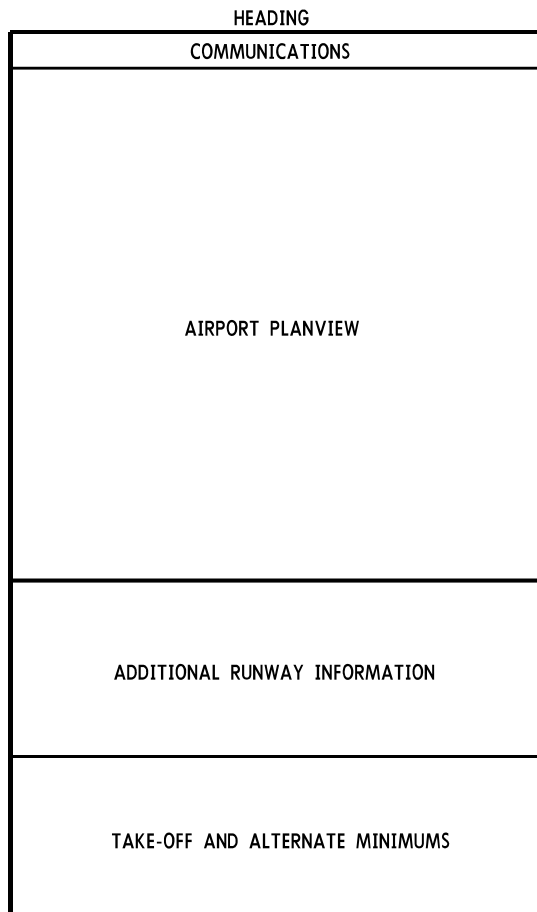 HEADING
COMMUNICATIONS
AIRPORT PLANVIEW
ADDITIONAL RUNWAY INFORMATION
TAKE-OFF AND ALTERNATE MINIMUMS